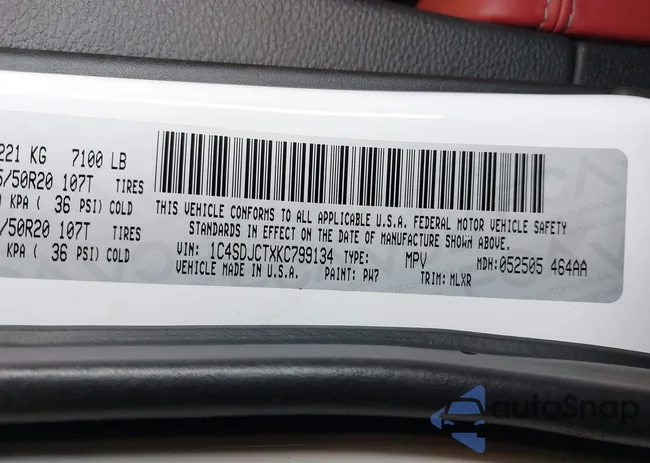 221 KG 7100 LB
/50R20 107T TIRES
KPA ( 36 PSI) COLD
/50R20 107T TIRES
KPA ( 36 PSI) COLD
THIS VEHICLE CONFORMS TO ALL APPLICABLE U.S.A. FEDERAL MOTOR VEHICLE SAFETY
STANDARDS IN EFFECT ON THE DATE OF MANUFACTURE SHOWN ABOVE.
VIN: 1C4SDJCTXKC799134 TYPE: MPV MDH:052505 464AA
VEHICLE MADE IN U.S.A. PAINT: PW7 TRIM: MLXR
autoSnap